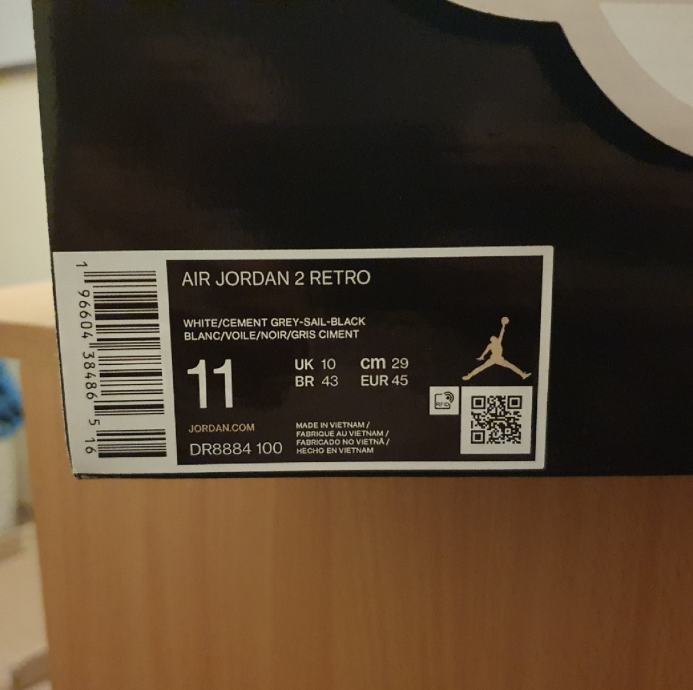 AIR JORDAN 2 RETRO
WHITE/CEMENT GREY-SAIL-BLACK
BLANC/VOILE/NOIR/GRIS CIMENT
11
UK 10 cm 29
BR 43 EUR 45
JORDAN.COM
DR8884 100
MADE IN VIETNAM /
FABRIQUE AU VIETNAM /
FABRICADO NO VIETNÃ /
HECHO EN VIETNAM
RFID
1 96604 38486 5 16